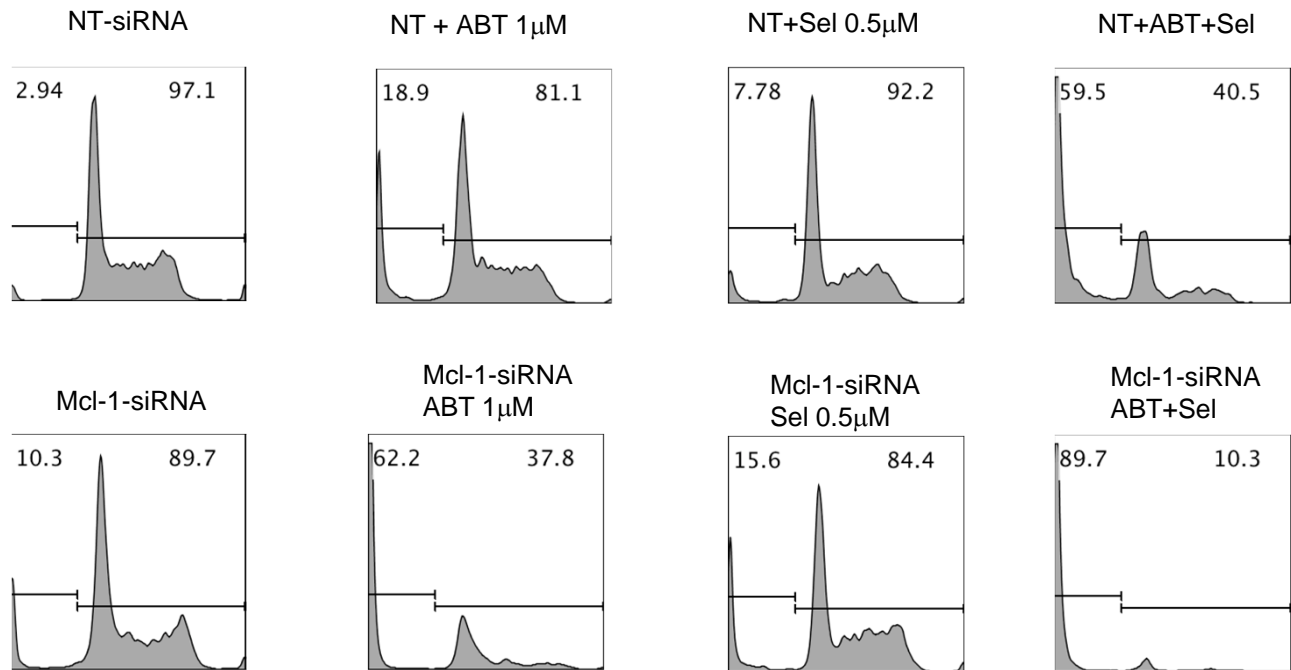 NT-siRNA
NT + ABT 1μM
NT+Sel 0.5μM
NT+ABT+Sel
2.94 97.1
18.9 81.1
7.78 92.2
59.5 40.5
Mcl-1-siRNA
Mcl-1-siRNA
ABT 1μM
Mcl-1-siRNA
Sel 0.5μM
Mcl-1-siRNA
ABT+Sel
10.3 89.7
62.2 37.8
15.6 84.4
89.7 10.3